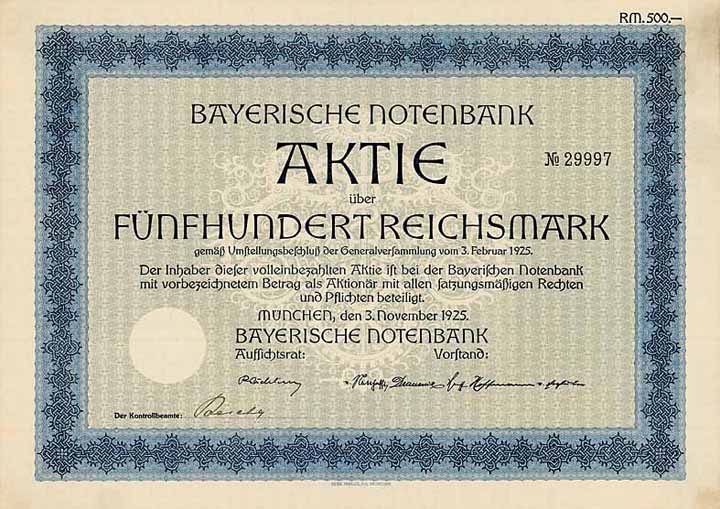 RM. 500.—
BAYERISCHE NOTENBANK
AKTIE
№ 29997
über
FÜNFHUNDERT REICHSMARK
gemäß Umstellungsbeschluß der Generalversammlung vom 3. Februar 1925.
Der Inhaber dieser volleinbezahlten Aktie ist bei der Bayerischen Notenbank
mit vorbezeichnetem Betrag als Aktionär mit allen satzungsmäßigen Rechten
und Pflichten beteiligt.
MÜNCHEN, den 3. November 1925.
BAYERISCHE NOTENBANK
Aufsichtsrat: Vorstand:
Der Kontrollbeamte: